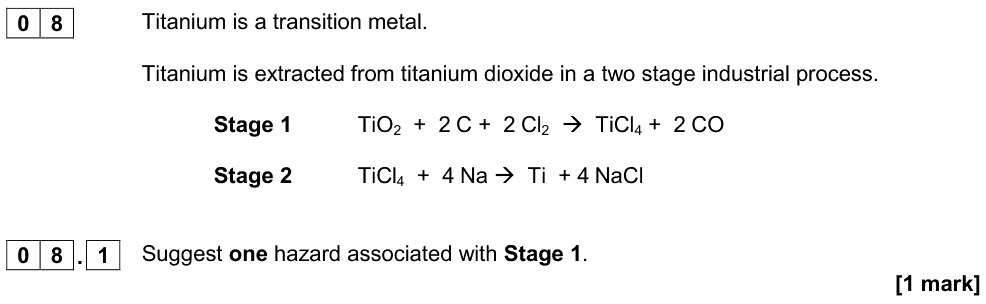 0 8 Titanium is a transition metal.
Titanium is extracted from titanium dioxide in a two stage industrial process.
Stage 1 TiO₂ + 2 C + 2 Cl₂ → TiCl₄ + 2 CO
Stage 2 TiCl₄ + 4 Na → Ti + 4 NaCl
0 8 . 1 Suggest one hazard associated with Stage 1.
[1 mark]